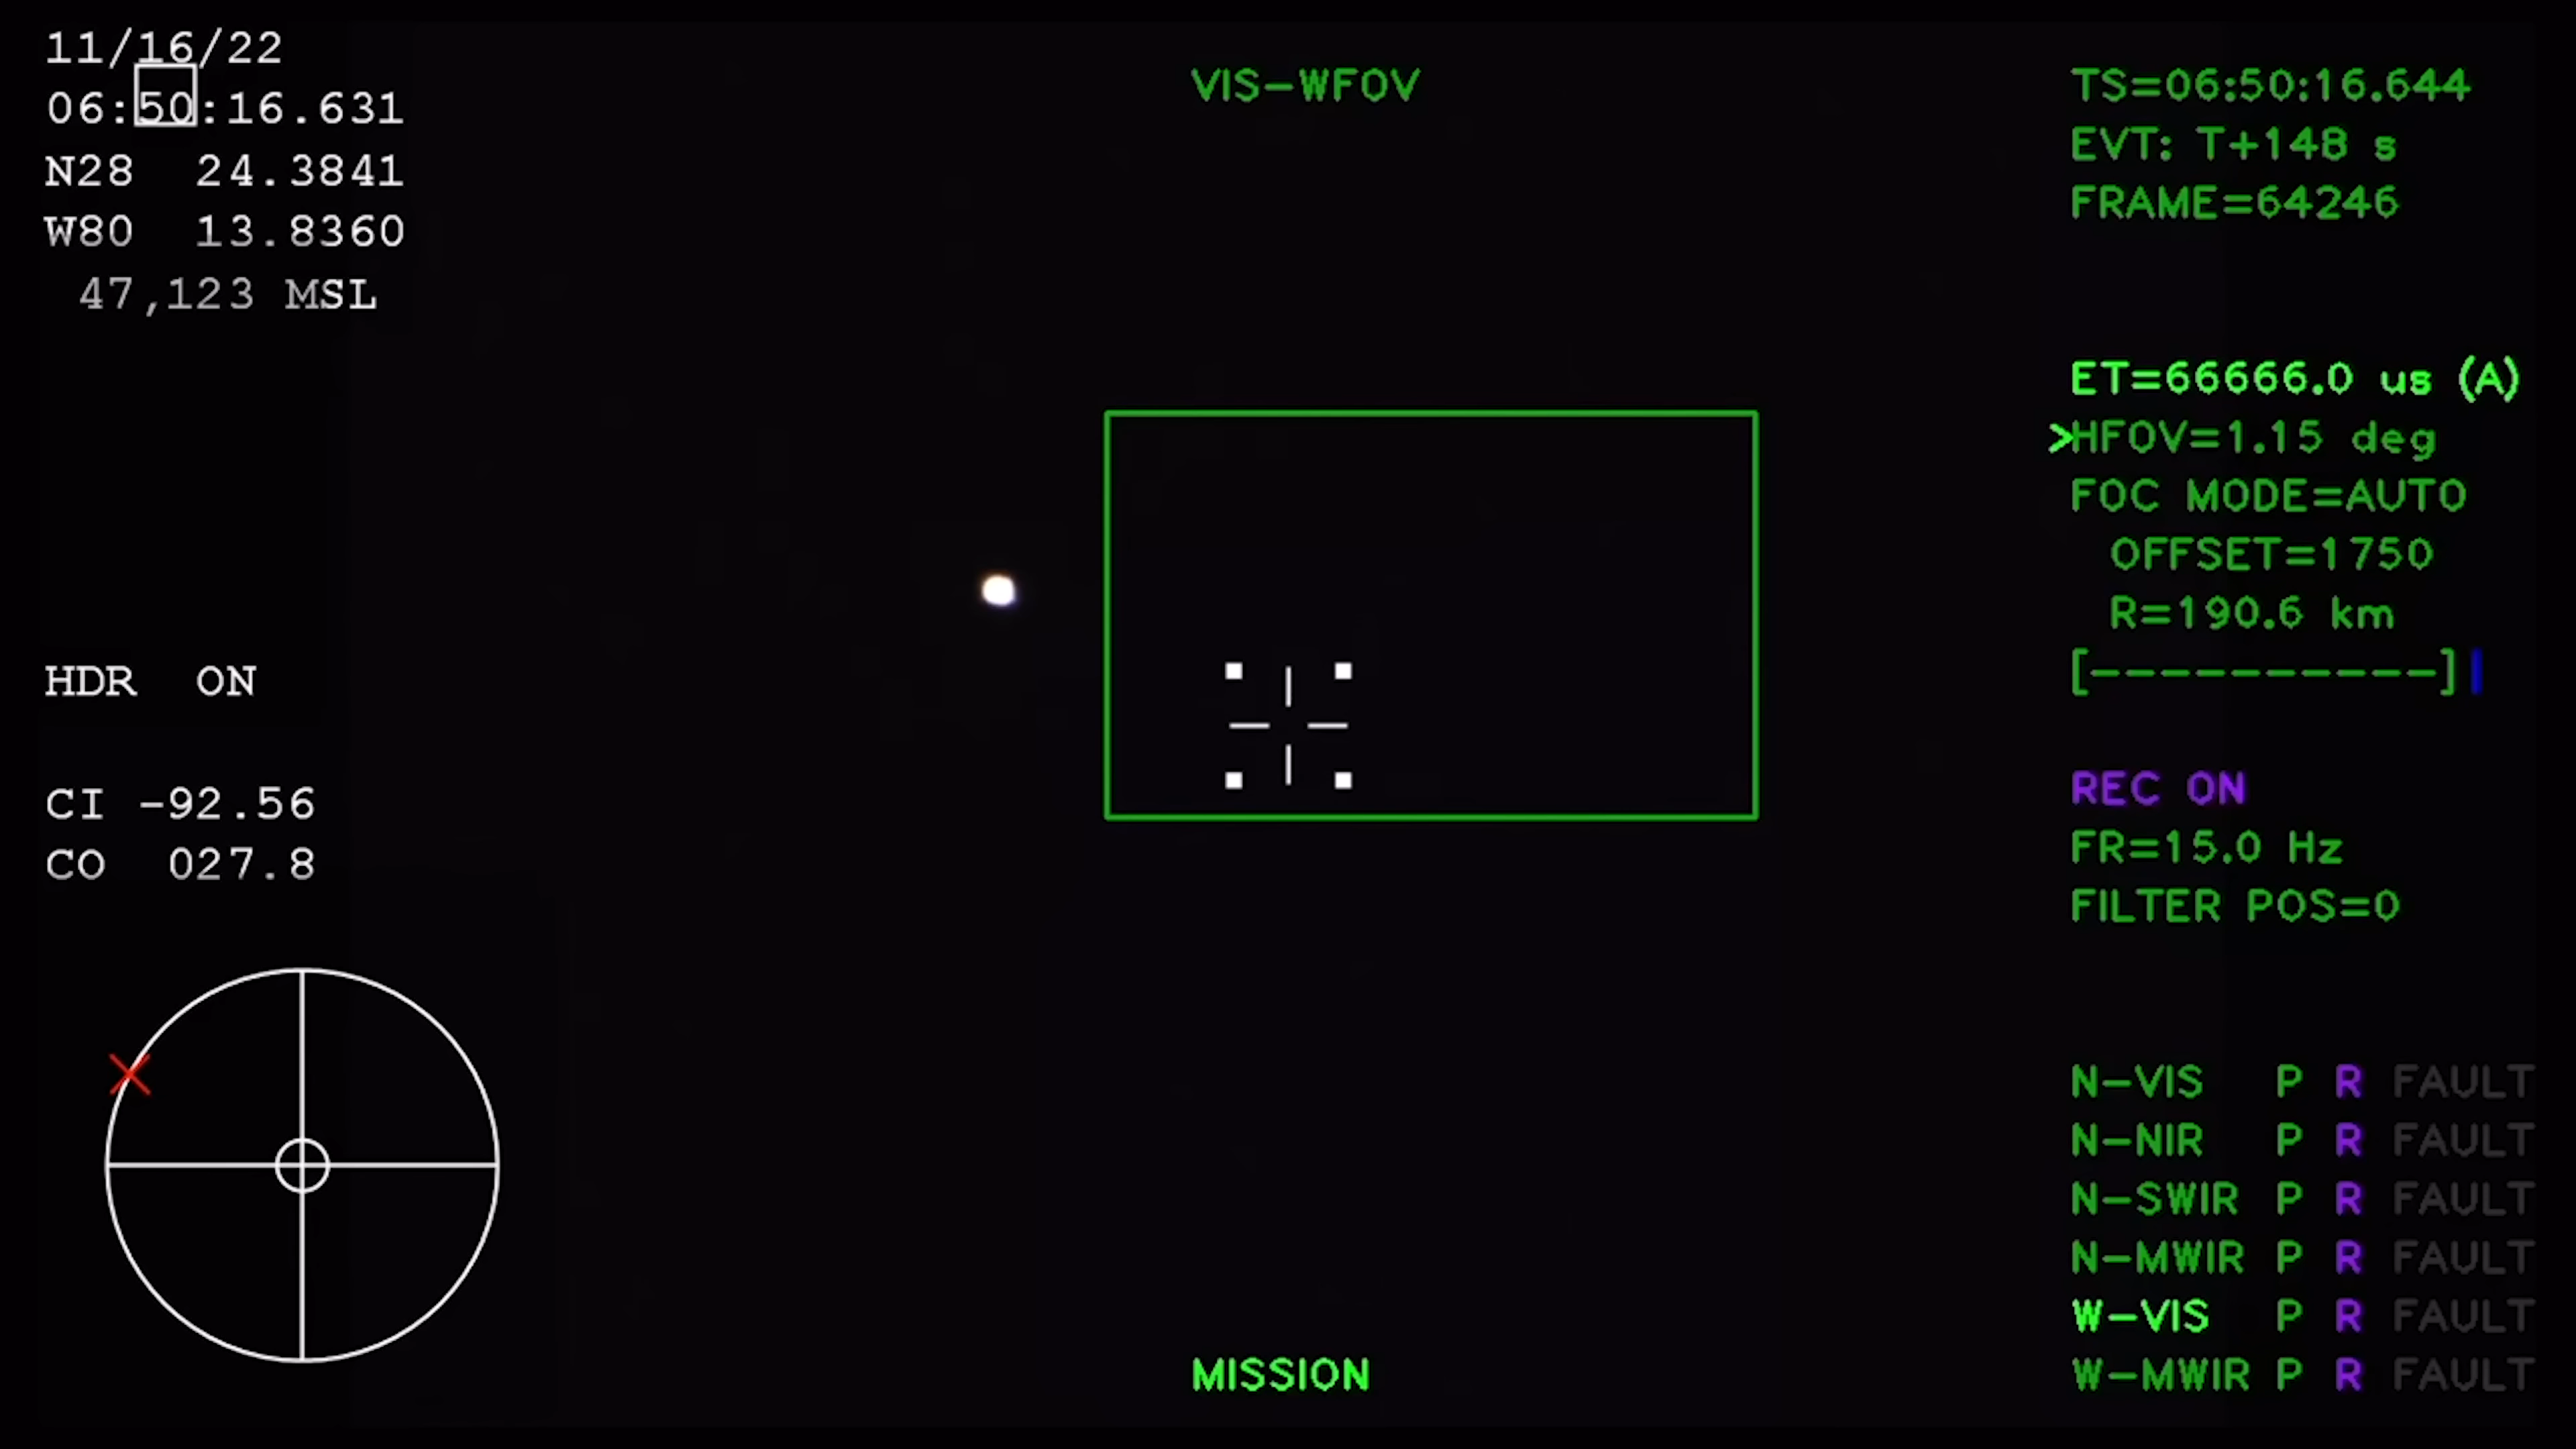 11/16/22
06:50:16.631
N28 24.3841
W80 13.8360
47,123 MSL
HDR ON
CI -92.56
CO 027.8
VIS-WFOV
MISSION
TS=06:50:16.644
EVT: T+148 s
FRAME=64246
ET=66666.0 us (A)
>HFOV=1.15 deg
FOC MODE=AUTO
OFFSET=1750
R=190.6 km
[-----------]
REC ON
FR=15.0 Hz
FILTER POS=0
N-VIS P R FAULT
N-NIR P R FAULT
N-SWIR P R FAULT
N-MWIR P R FAULT
W-VIS P R FAULT
W-MWIR P R FAULT